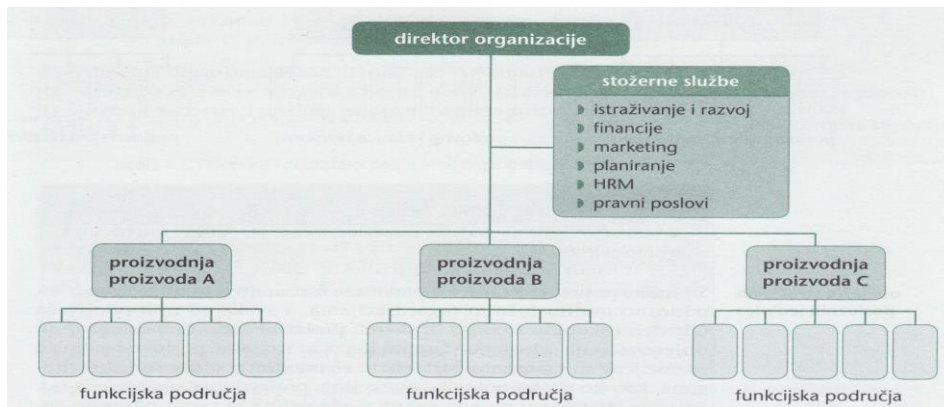 direktor organizacije
stožerne službe
istraživanje i razvoj
financije
marketing
planiranje
HRM
pravni poslovi
proizvodnja
proizvoda A
proizvodnja
proizvoda B
proizvodnja
proizvoda C
funkcijska područja
funkcijska područja
funkcijska područja